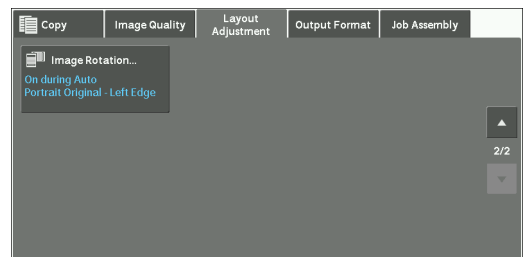 Copy
Image Quality
Layout
Adjustment
Output Format
Job Assembly
Image Rotation...
On during Auto
Portrait Original - Left Edge
2/2